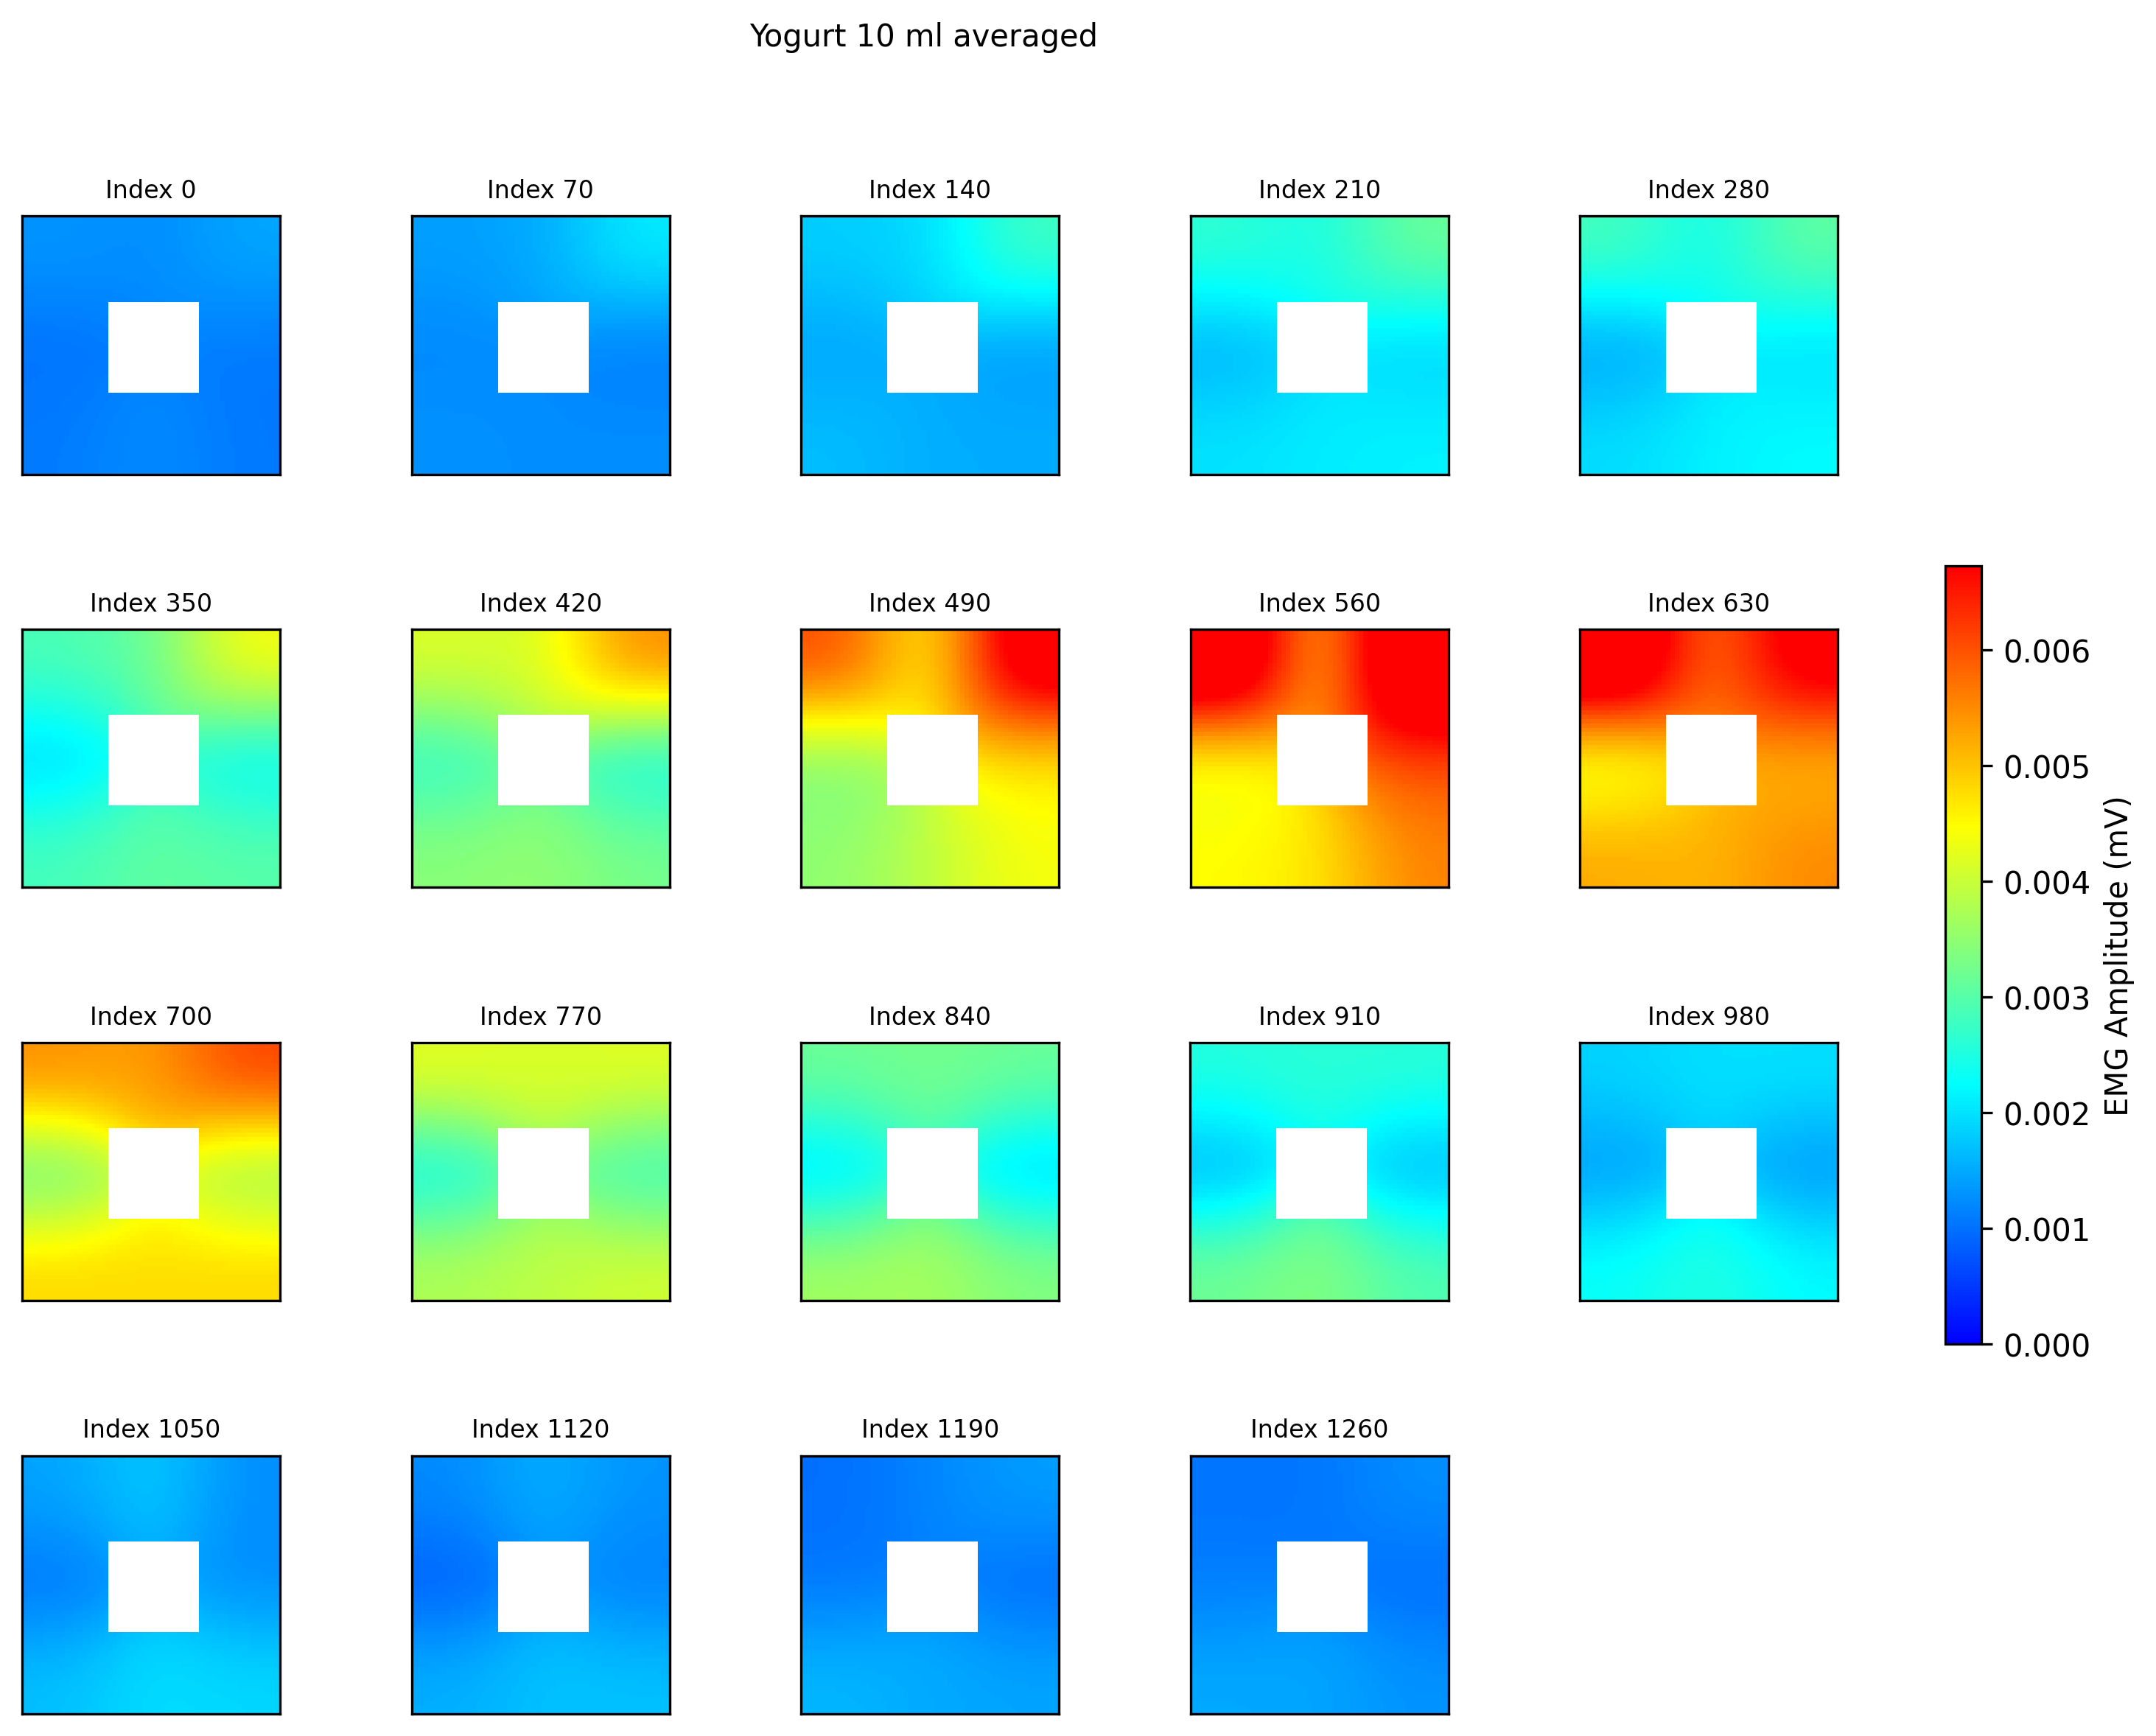 Yogurt 10 ml averaged
Index 0
Index 70
Index 140
Index 210
Index 280
Index 350
Index 420
Index 490
Index 560
Index 630
Index 700
Index 770
Index 840
Index 910
Index 980
Index 1050
Index 1120
Index 1190
Index 1260
0.006
0.005
0.004
0.003
0.002
0.001
0.000
EMG Amplitude (mV)